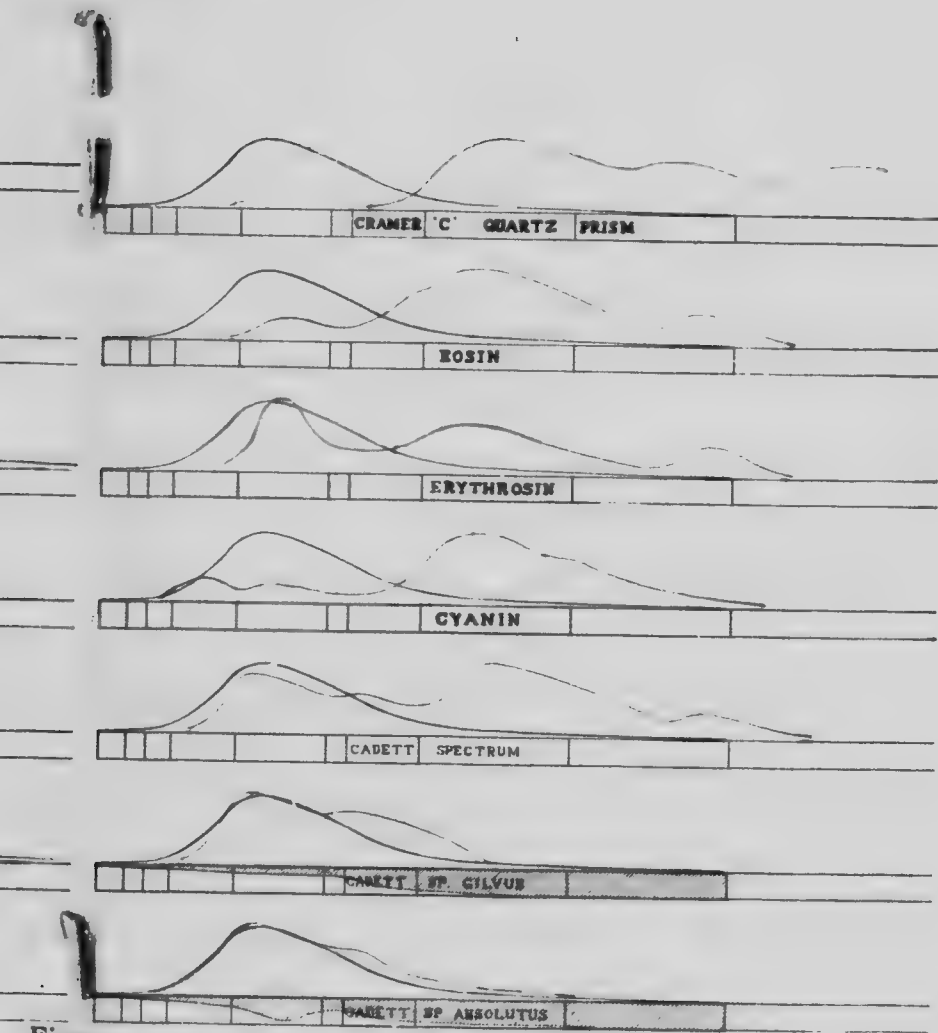 CRAMER 'C' QUARTZ PRISM
EOSIN
ERYTHROSIN
CYANIN
CADETT SPECTRUM
CADETT SP. GILVUS
CADETT SP ABSOLUTUS